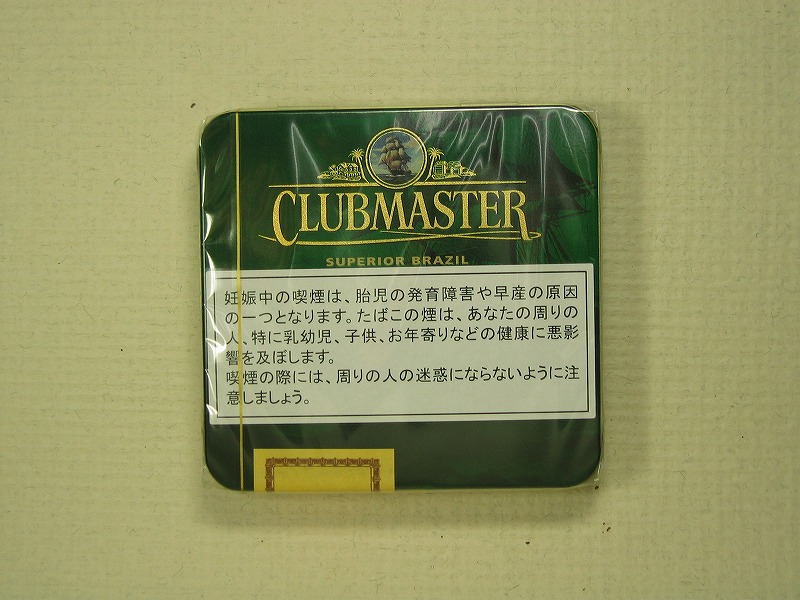 CLUBMASTER
SUPERIOR BRAZIL
妊娠中の喫煙は、胎児の発育障害や早産の原因
の一つとなります。たばこの煙は、あなたの周りの
人、特に乳幼児、子供、お年寄りなどの健康に悪影
響を及ぼします。
喫煙の際には、周りの人の迷惑にならないように注
意しましょう。